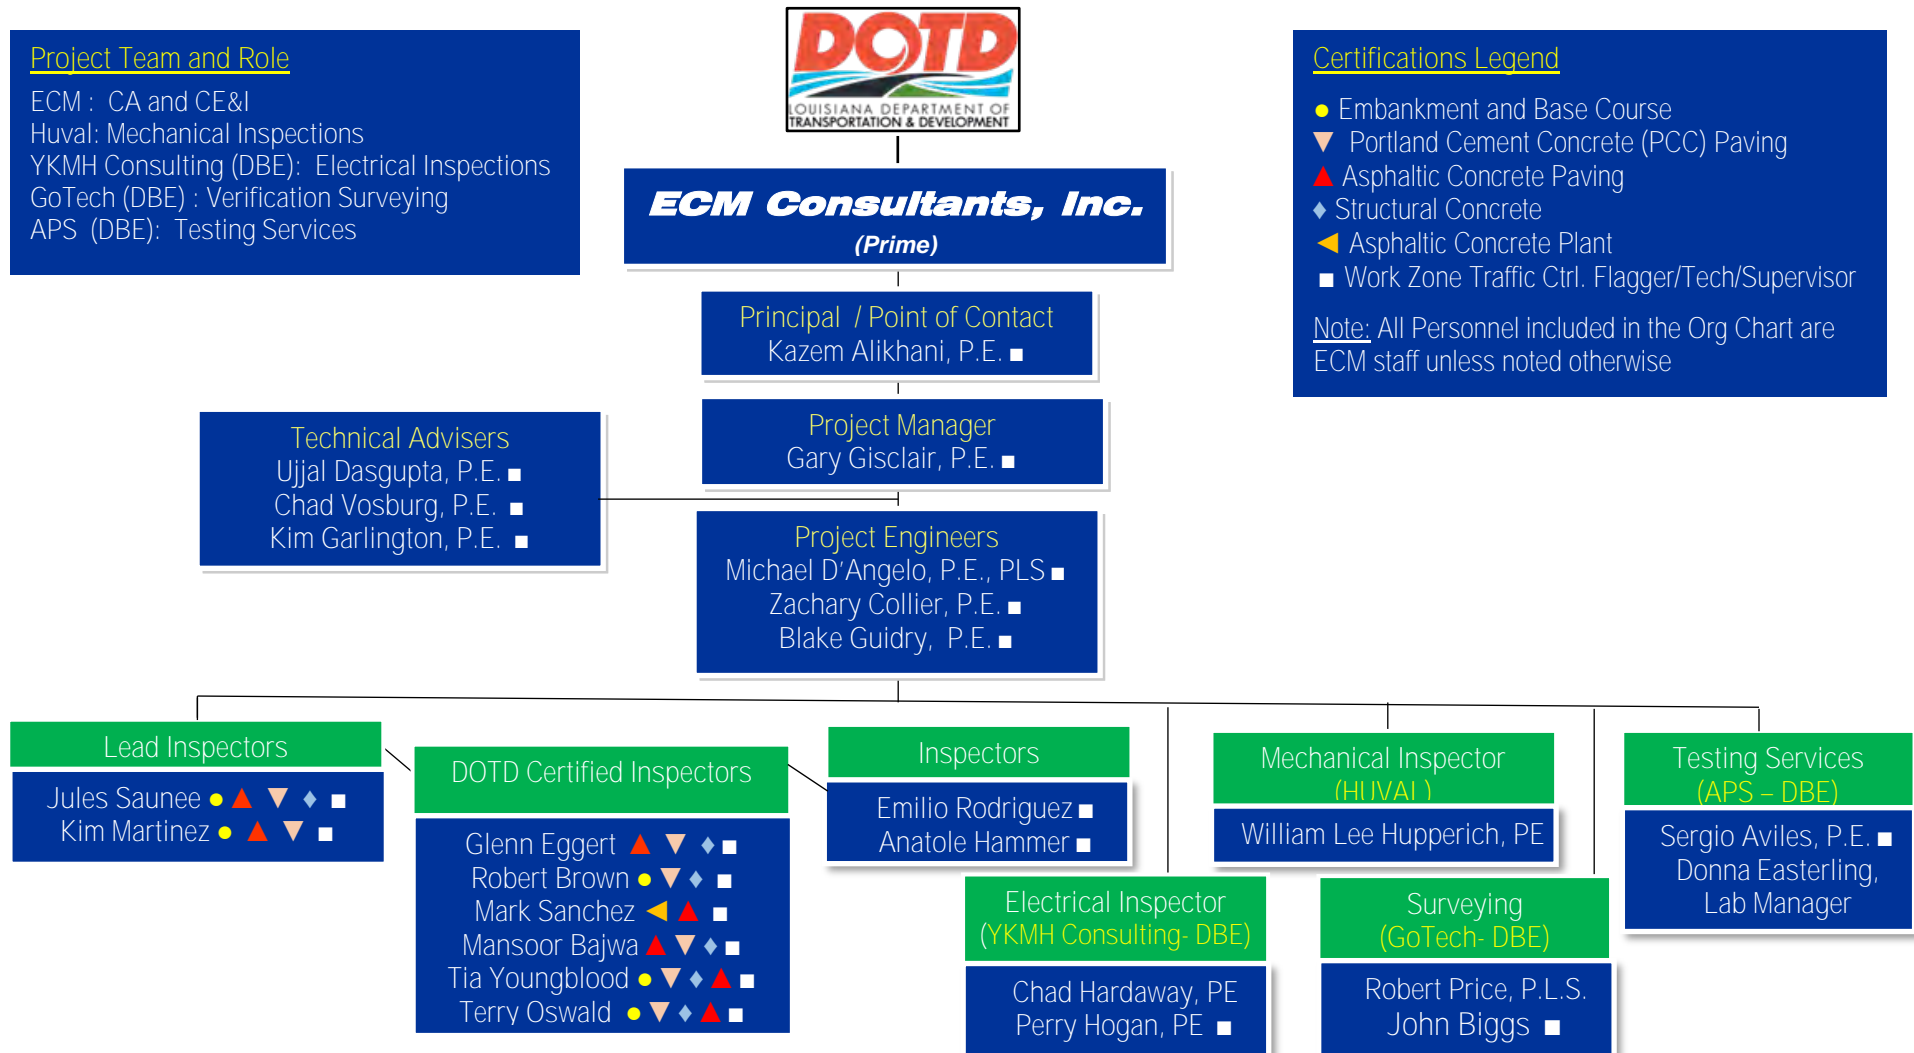 Project Team and Role
ECM : CA and CE&I
Huval: Mechanical Inspections
YKMH Consulting (DBE): Electrical Inspections
GoTech (DBE) : Verification Surveying
APS (DBE): Testing Services
DOTD
LOUISIANA DEPARTMENT OF
TRANSPORTATION & DEVELOPMENT
Certifications Legend
● Embankment and Base Course
▼ Portland Cement Concrete (PCC) Paving
▲ Asphaltic Concrete Paving
♦ Structural Concrete
◄ Asphaltic Concrete Plant
■ Work Zone Traffic Ctrl. Flagger/Tech/Supervisor
Note: All Personnel included in the Org Chart are
ECM staff unless noted otherwise
ECM Consultants, Inc.
(Prime)
Principal / Point of Contact
Kazem Alikhani, P.E. ■
Project Manager
Gary Gisclair, P.E. ■
Technical Advisers
Ujjal Dasgupta, P.E. ■
Chad Vosburg, P.E. ■
Kim Garlington, P.E. ■
Project Engineers
Michael D’Angelo, P.E., PLS ■
Zachary Collier, P.E. ■
Blake Guidry, P.E. ■
Lead Inspectors
Jules Saunee ● ▲ ▼ ♦ ■
Kim Martinez ● ▲ ▼ ■
DOTD Certified Inspectors
Glenn Eggert ▲ ▼ ♦ ■
Robert Brown ● ▼ ♦ ■
Mark Sanchez ◄ ▲ ■
Mansoor Bajwa ▲ ▼ ♦ ■
Tia Youngblood ● ▼ ♦ ▲ ■
Terry Oswald ● ▼ ♦ ▲ ■
Inspectors
Emilio Rodriguez ■
Anatole Hammer ■
Electrical Inspector
(YKMH Consulting- DBE)
Chad Hardaway, PE
Perry Hogan, PE ■
Mechanical Inspector
(HUVAL)
William Lee Hupperich, PE
Surveying
(GoTech- DBE)
Robert Price, P.L.S.
John Biggs ■
Testing Services
(APS – DBE)
Sergio Aviles, P.E. ■
Donna Easterling,
Lab Manager